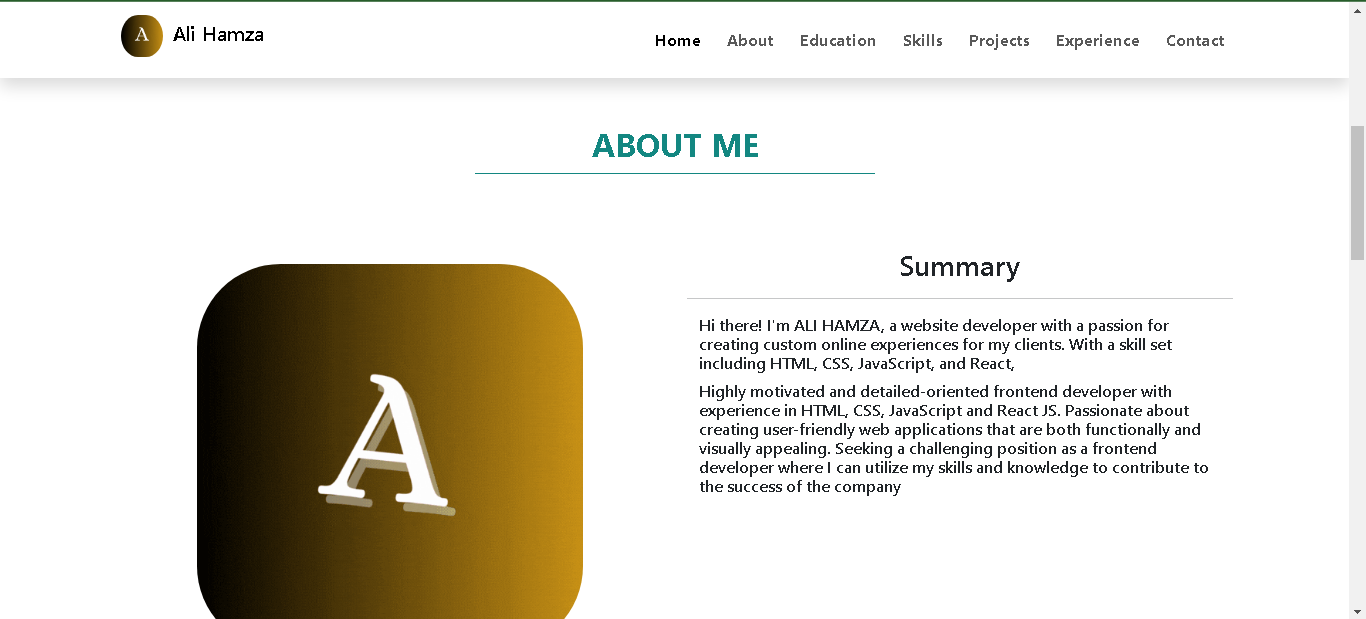 A Ali Hamza
Home About Education Skills Projects Experience Contact
ABOUT ME
A
Summary
Hi there! I'm ALI HAMZA, a website developer with a passion for
creating custom online experiences for my clients. With a skill set
including HTML, CSS, JavaScript, and React,
Highly motivated and detailed-oriented frontend developer with
experience in HTML, CSS, JavaScript and React JS. Passionate about
creating user-friendly web applications that are both functionally and
visually appealing. Seeking a challenging position as a frontend
developer where I can utilize my skills and knowledge to contribute to
the success of the company